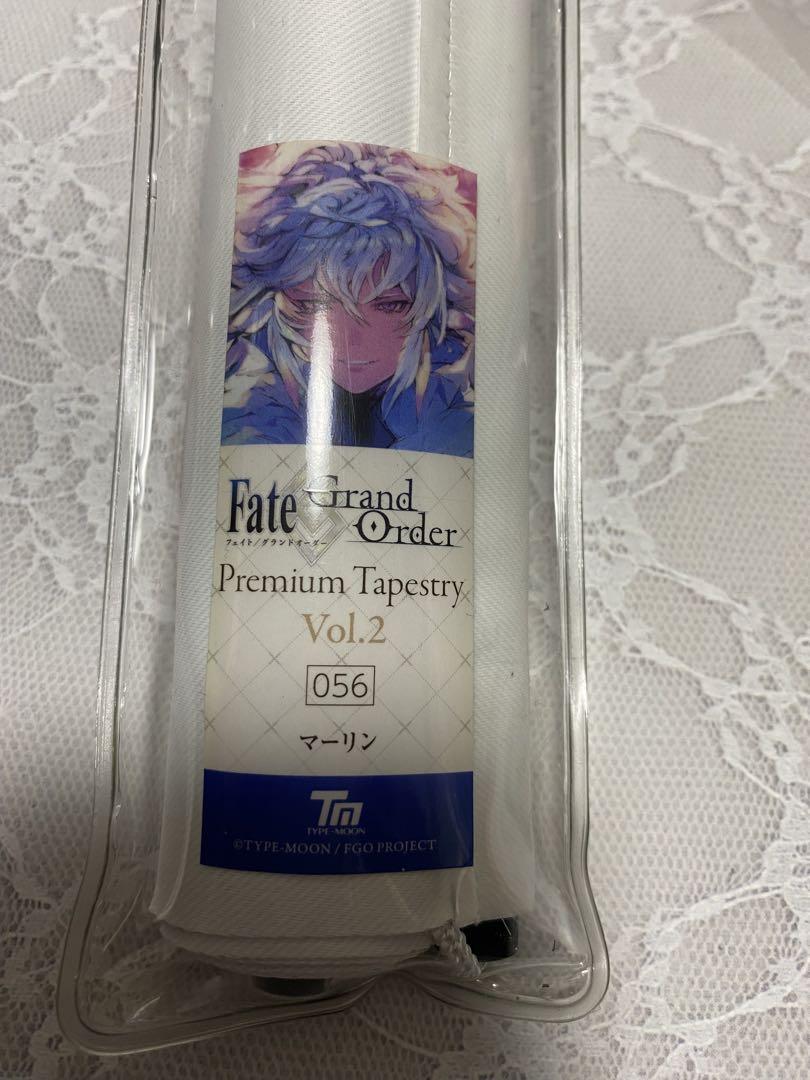 Fate Grand
Order
フェイト/グランドオーダー
Premium Tapestry
Vol.2
056
マーリン
TM
TYPE-MOON
©TYPE-MOON / FGO PROJECT